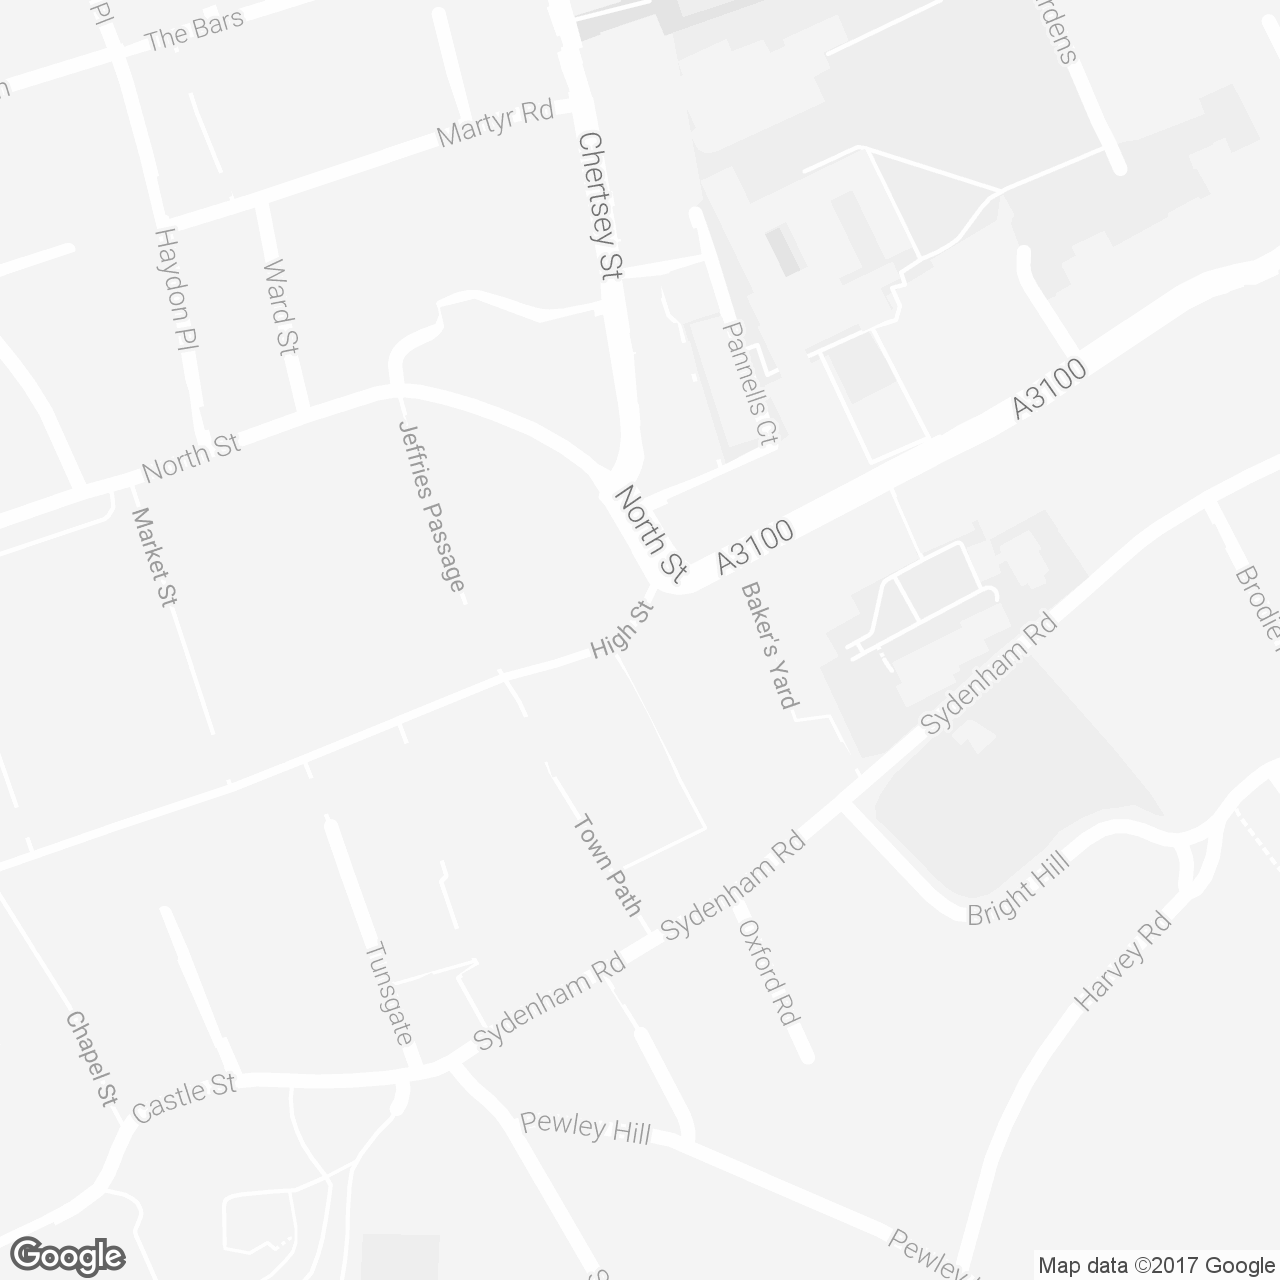 Pl
The Bars
Martyr Rd
Chertsey St
Haydon Pl
Ward St
Pannells Ct
A3100
North St
Jeffries Passage
Market St
North St
A3100
High St
Baker's Yard
Sydenham Rd
Town Path
Sydenham Rd
Bright Hill
Oxford Rd
Harvey Rd
Tunsgate
Sydenham Rd
Chapel St
Castle St
Pewley Hill
Pewley
Google
Map data ©2017 Google